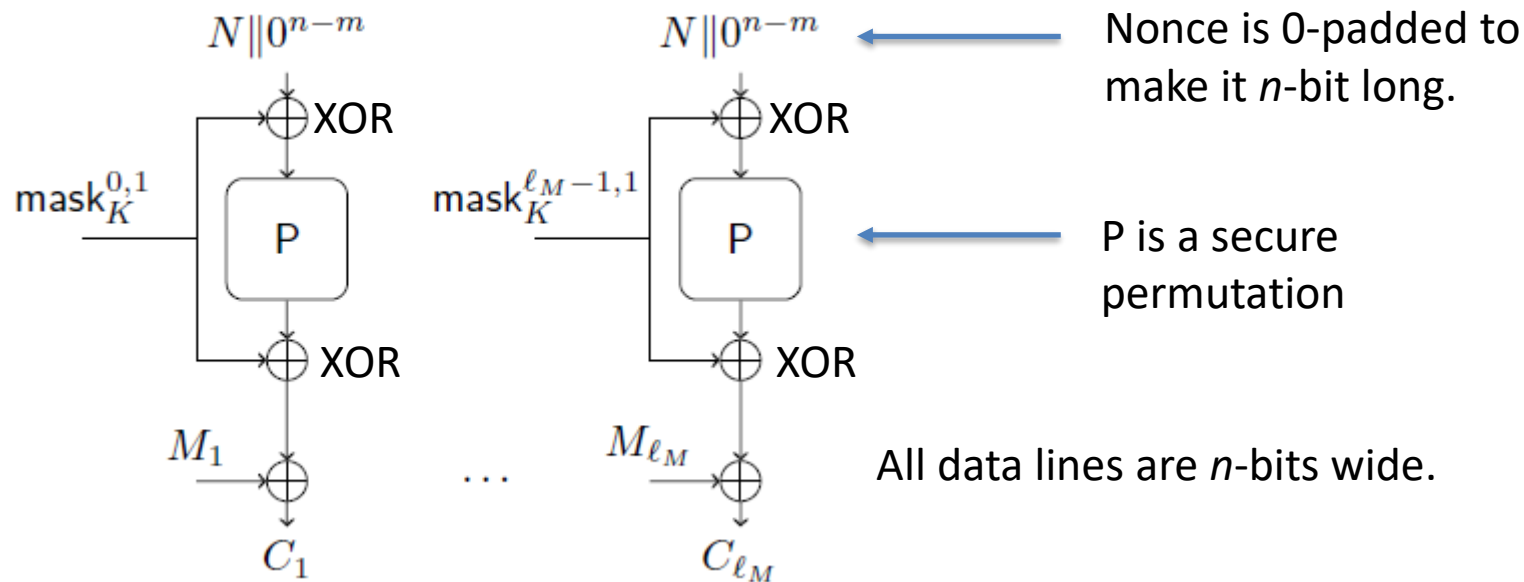 N||0^{n−m}
N||0^{n−m}
Nonce is 0-padded to
make it n-bit long.
XOR
XOR
mask_K^{0,1}
mask_K^{ℓ_M−1,1}
P
P
P is a secure
permutation
XOR
XOR
M_1
...
M_{ℓ_M}
All data lines are n-bits wide.
C_1
C_{ℓ_M}